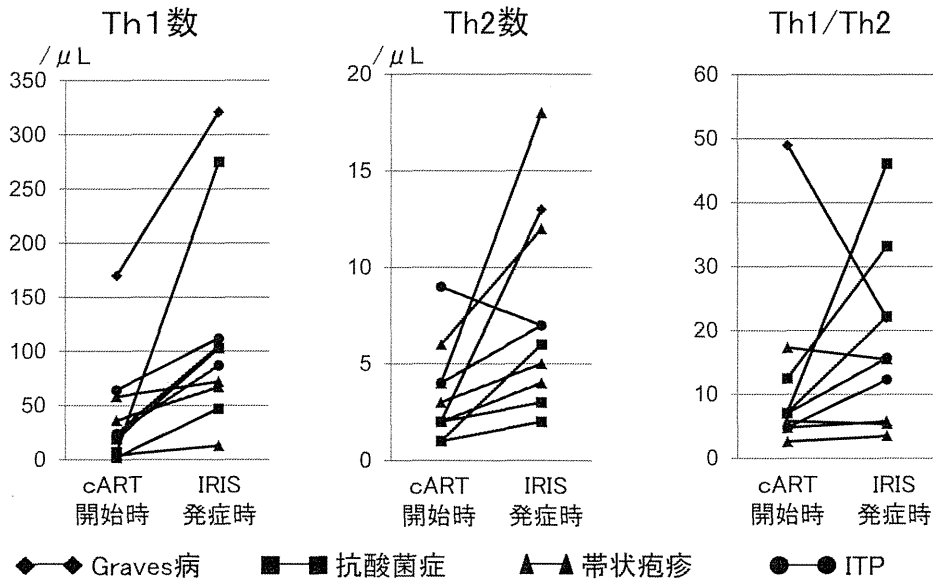 Th1数
/μL
350
300
250
200
150
100
50
0
cART
開始時
IRIS
発症時
Th2数
/μL
20
15
10
5
0
cART
開始時
IRIS
発症時
Th1/Th2
60
50
40
30
20
10
0
cART
開始時
IRIS
発症時
Graves病
抗酸菌症
帯状疱疹
ITP